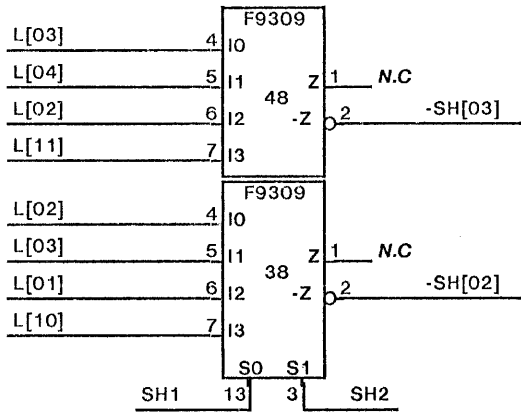 F9309
L[03] 4 I0
L[04] 5 I1 Z 1 N.C
48
L[02] 6 I2 -Z 2 -SH[03]
L[11] 7 I3
F9309
L[02] 4 I0
L[03] 5 I1 Z 1 N.C
38
L[01] 6 I2 -Z 2 -SH[02]
L[10] 7 I3
S0 S1
SH1 13 3 SH2